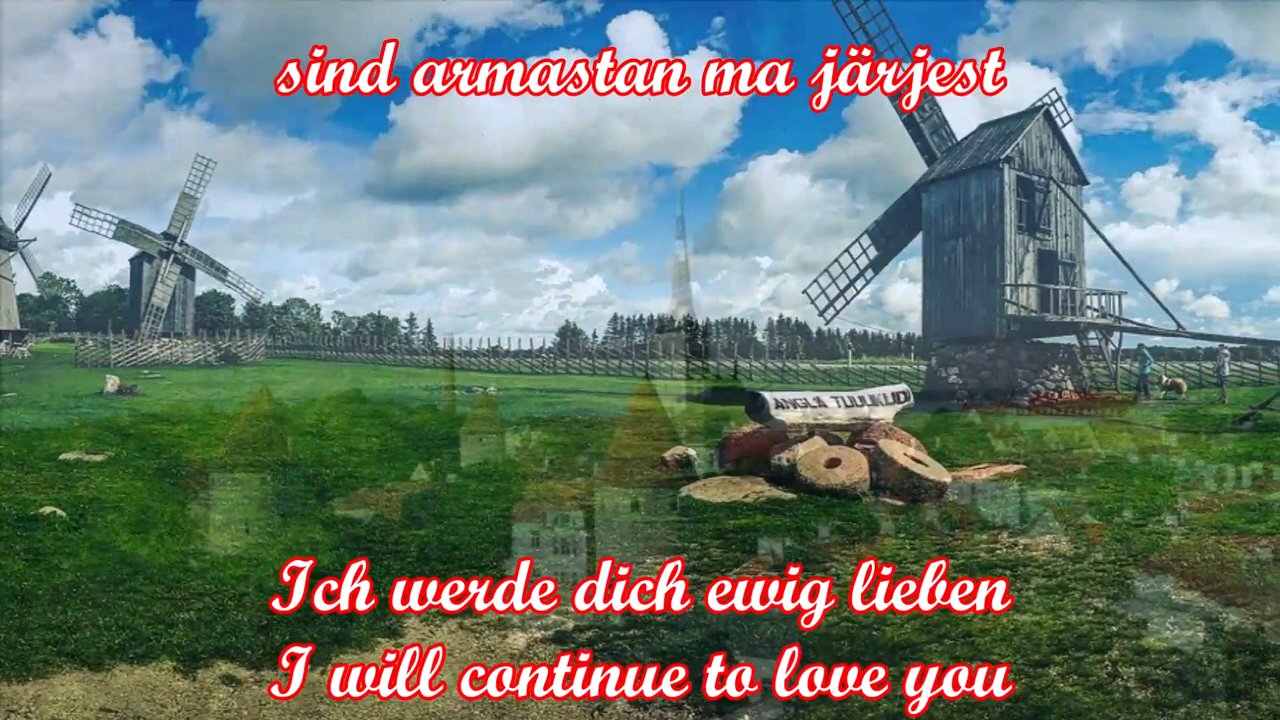 sind armastan ma järjest
ANGLA TUULIKUD
Ich werde dich ewig lieben
I will continue to love you